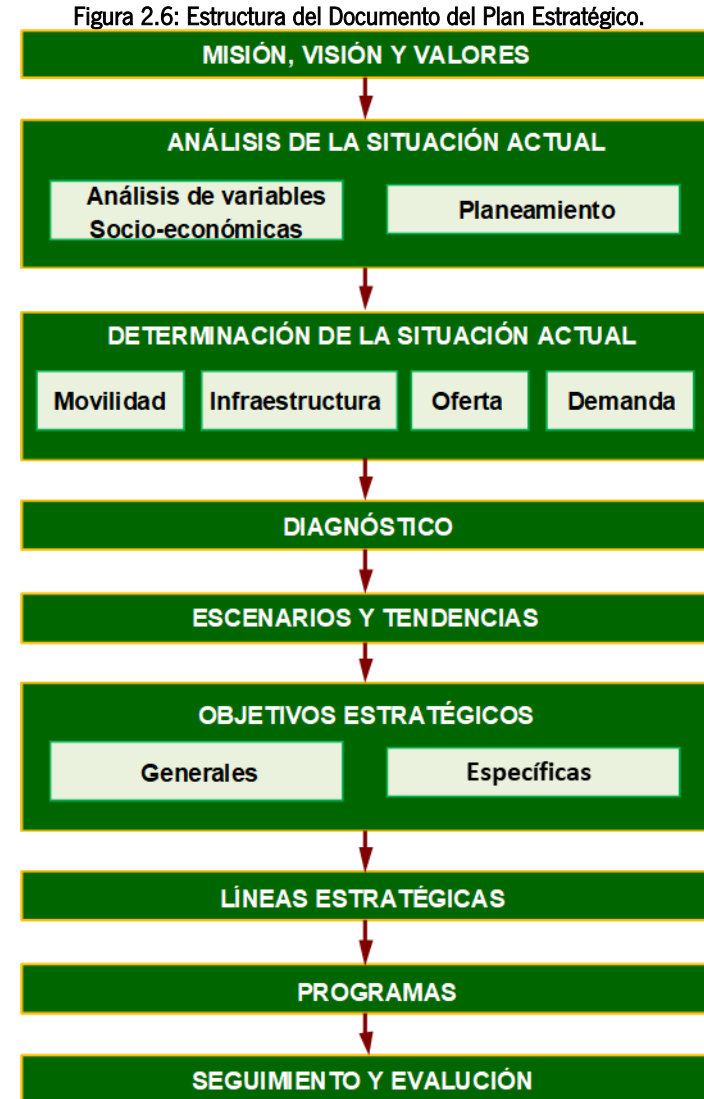 Figura 2.6: Estructura del Documento del Plan Estratégico.
MISIÓN, VISIÓN Y VALORES
ANÁLISIS DE LA SITUACIÓN ACTUAL
Análisis de variables
Socio-económicas
Planeamiento
DETERMINACIÓN DE LA SITUACIÓN ACTUAL
Movilidad
Infraestructura
Oferta
Demanda
DIAGNÓSTICO
ESCENARIOS Y TENDENCIAS
OBJETIVOS ESTRATÉGICOS
Generales
Específicas
LÍNEAS ESTRATÉGICAS
PROGRAMAS
SEGUIMIENTO Y EVALUCIÓN